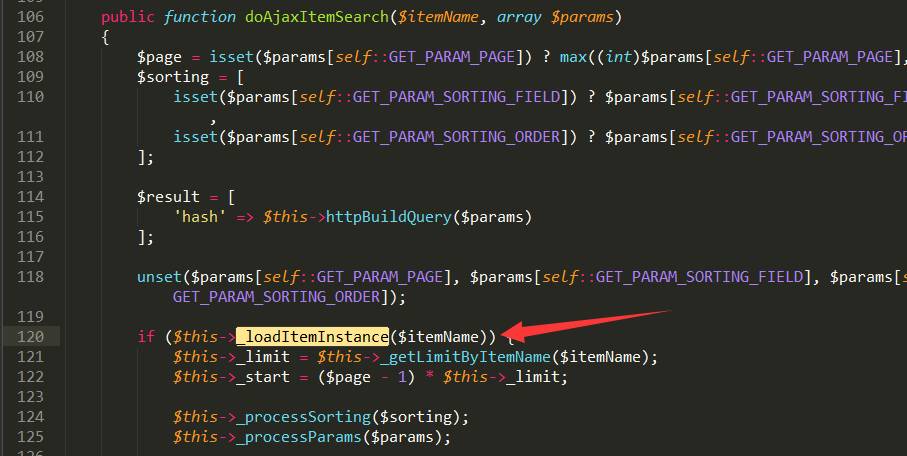 106 public function doAjaxItemSearch($itemName, array $params)
107 {
108 $page = isset($params[self::GET_PARAM_PAGE]) ? max((int)$params[self::GET_PARAM_PAGE],
109 $sorting = [
110 isset($params[self::GET_PARAM_SORTING_FIELD]) ? $params[self::GET_PARAM_SORTING_FI
,
111 isset($params[self::GET_PARAM_SORTING_ORDER]) ? $params[self::GET_PARAM_SORTING_OR
112 ];
113
114 $result = [
115 'hash' => $this->httpBuildQuery($params)
116 ];
117
118 unset($params[self::GET_PARAM_PAGE], $params[self::GET_PARAM_SORTING_FIELD], $params[s
GET_PARAM_SORTING_ORDER]);
119
120 if ($this->_loadItemInstance($itemName)) {
121 $this->_limit = $this->_getLimitByItemName($itemName);
122 $this->_start = ($page - 1) * $this->_limit;
123
124 $this->_processSorting($sorting);
125 $this->_processParams($params);